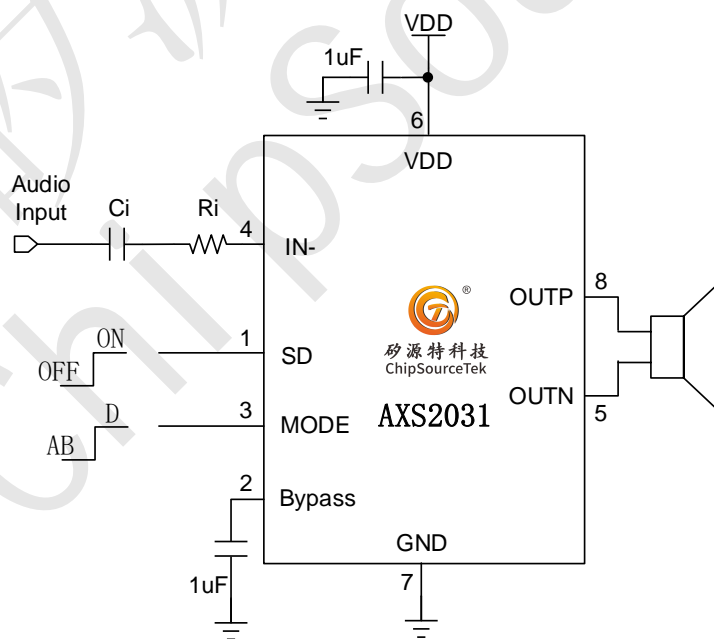 VDD
1uF
6
VDD
Audio
Input
Ci
Ri
4
IN-
8
OUTP
®
矽源特科技
ChipSourceTek
AXS2031
ON
OFF
1
SD
D
AB
3
MODE
OUTN
5
2
Bypass
1uF
GND
7
ChipSou